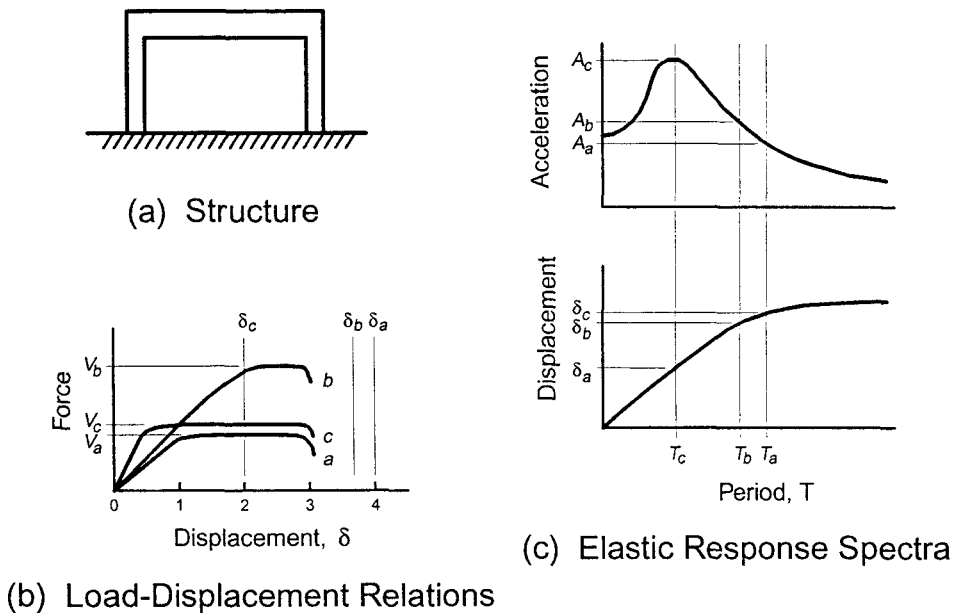 (a) Structure
Force
V_b
V_c
V_a
δ_c
δ_b δ_a
b
c
a
0 1 2 3 4
Displacement, δ
(b) Load-Displacement Relations
Acceleration
A_c
A_b
A_a
Displacement
δ_c
δ_b
δ_a
T_c T_b T_a
Period, T
(c) Elastic Response Spectra